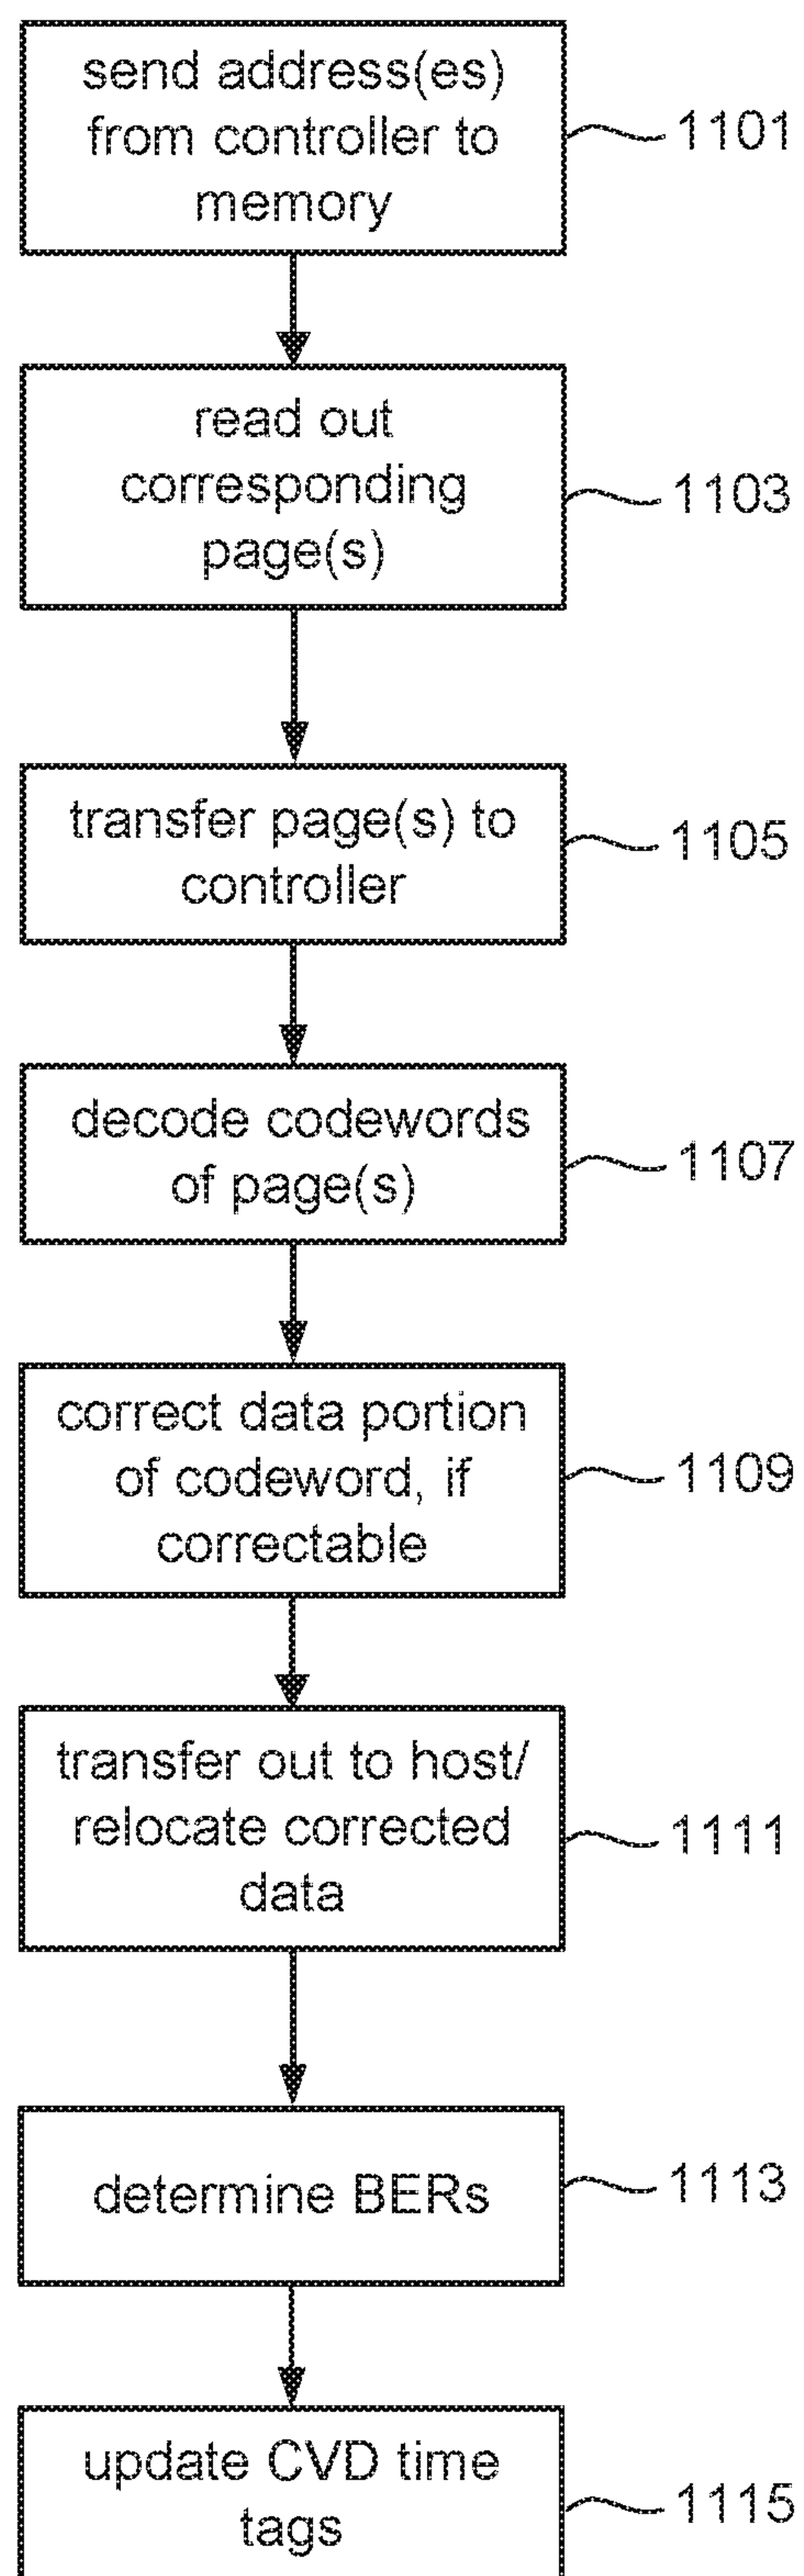 send address(es)
from controller to
memory
1101
read out
corresponding
page(s)
1103
transfer page(s) to
controller
1105
decode codewords
of page(s)
1107
correct data portion
of codeword, if
correctable
1109
transfer out to host/
relocate corrected
data
1111
determine BERs
1113
update CVD time
tags
1115